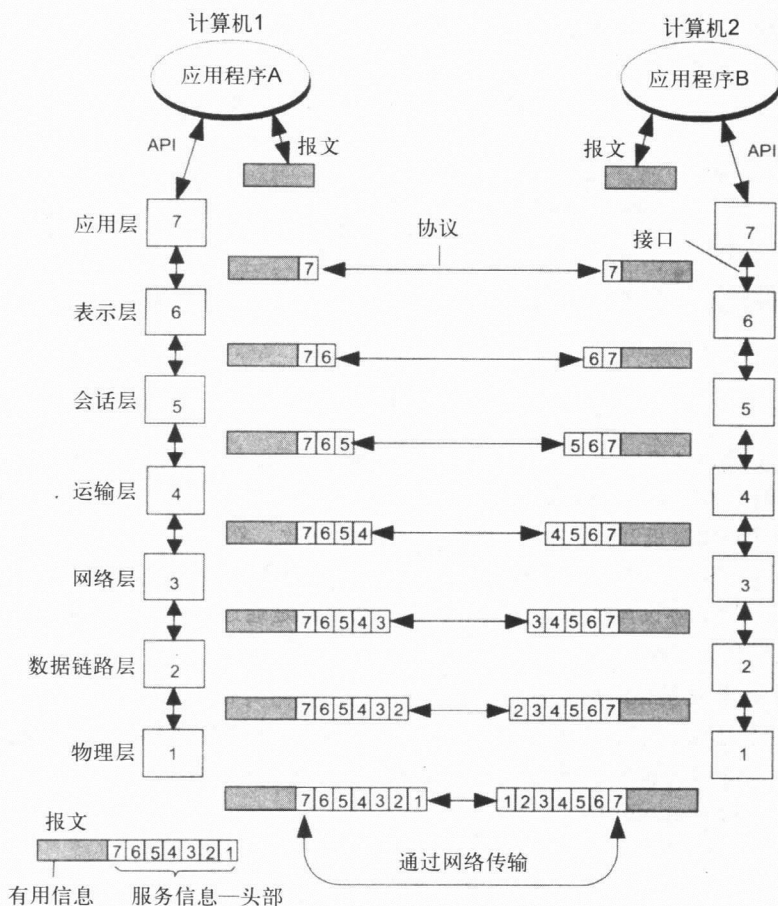 计算机1
计算机2
应用程序A
应用程序B
API
报文
报文
API
应用层
7
协议
接口
7
7
7
表示层
6
7 6
6 7
6
会话层
5
7 6 5
5 6 7
5
运输层
4
7 6 5 4
4 5 6 7
4
网络层
3
7 6 5 4 3
3 4 5 6 7
3
数据链路层
2
7 6 5 4 3 2
2 3 4 5 6 7
2
物理层
1
7 6 5 4 3 2 1
1 2 3 4 5 6 7
1
报文
7 6 5 4 3 2 1
通过网络传输
有用信息
服务信息—头部